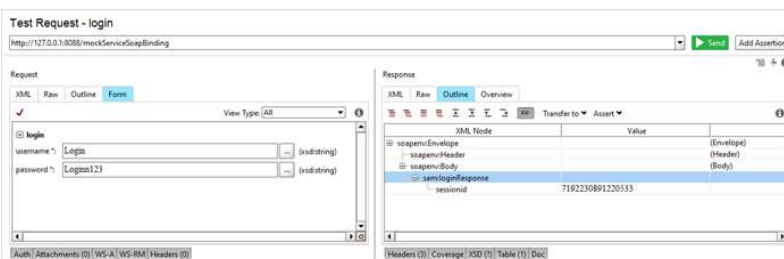 Test Request - login
http://127.0.0.1:8088/mockServiceSoapBinding
Send
Add Assertion
Request
XML Raw Outline Form
View Type: All
login
username *: Login ... (xsd:string)
password *: Loginn123 ... (xsd:string)
Auth Attachments (0) WS-A WS-RM Headers (0)
Response
XML Raw Outline Overview
Transfer to Assert
XML Node Value
soapenv:Envelope (Envelope)
soapenv:Header (Header)
soapenv:Body (Body)
sam:loginResponse
sessionid 7192230891220533
Headers (3) Coverage XSD (?) Table (1) Doc